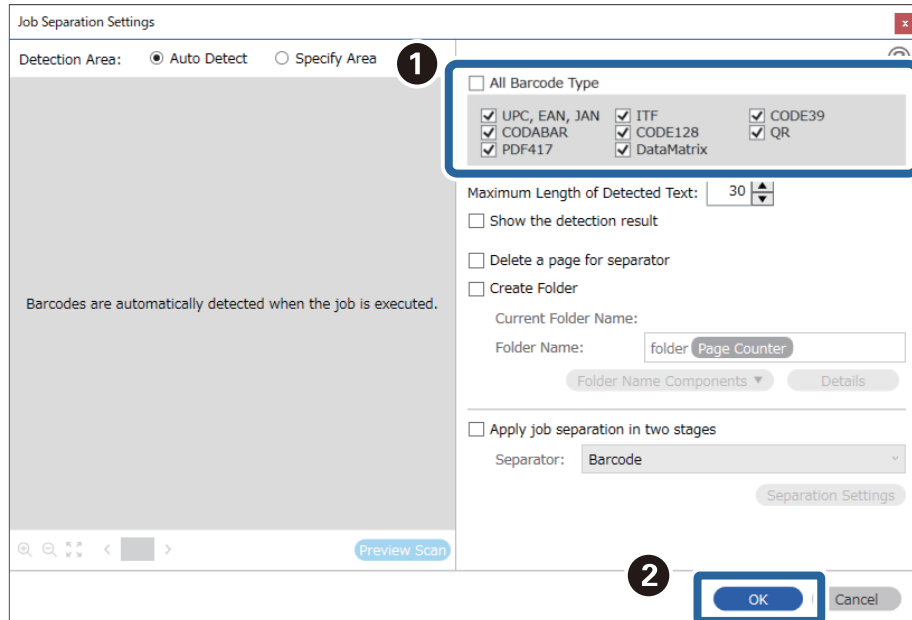 Job Separation Settings
x
Detection Area: Auto Detect Specify Area
1
All Barcode Type
UPC, EAN, JAN ITF CODE39
CODABAR CODE128 QR
PDF417 DataMatrix
Maximum Length of Detected Text: 30
Show the detection result
Delete a page for separator
Create Folder
Barcodes are automatically detected when the job is executed.
Current Folder Name:
Folder Name: folder Page Counter
Folder Name Components Details
Apply job separation in two stages
Separator: Barcode
Separation Settings
Preview Scan
2
OK Cancel